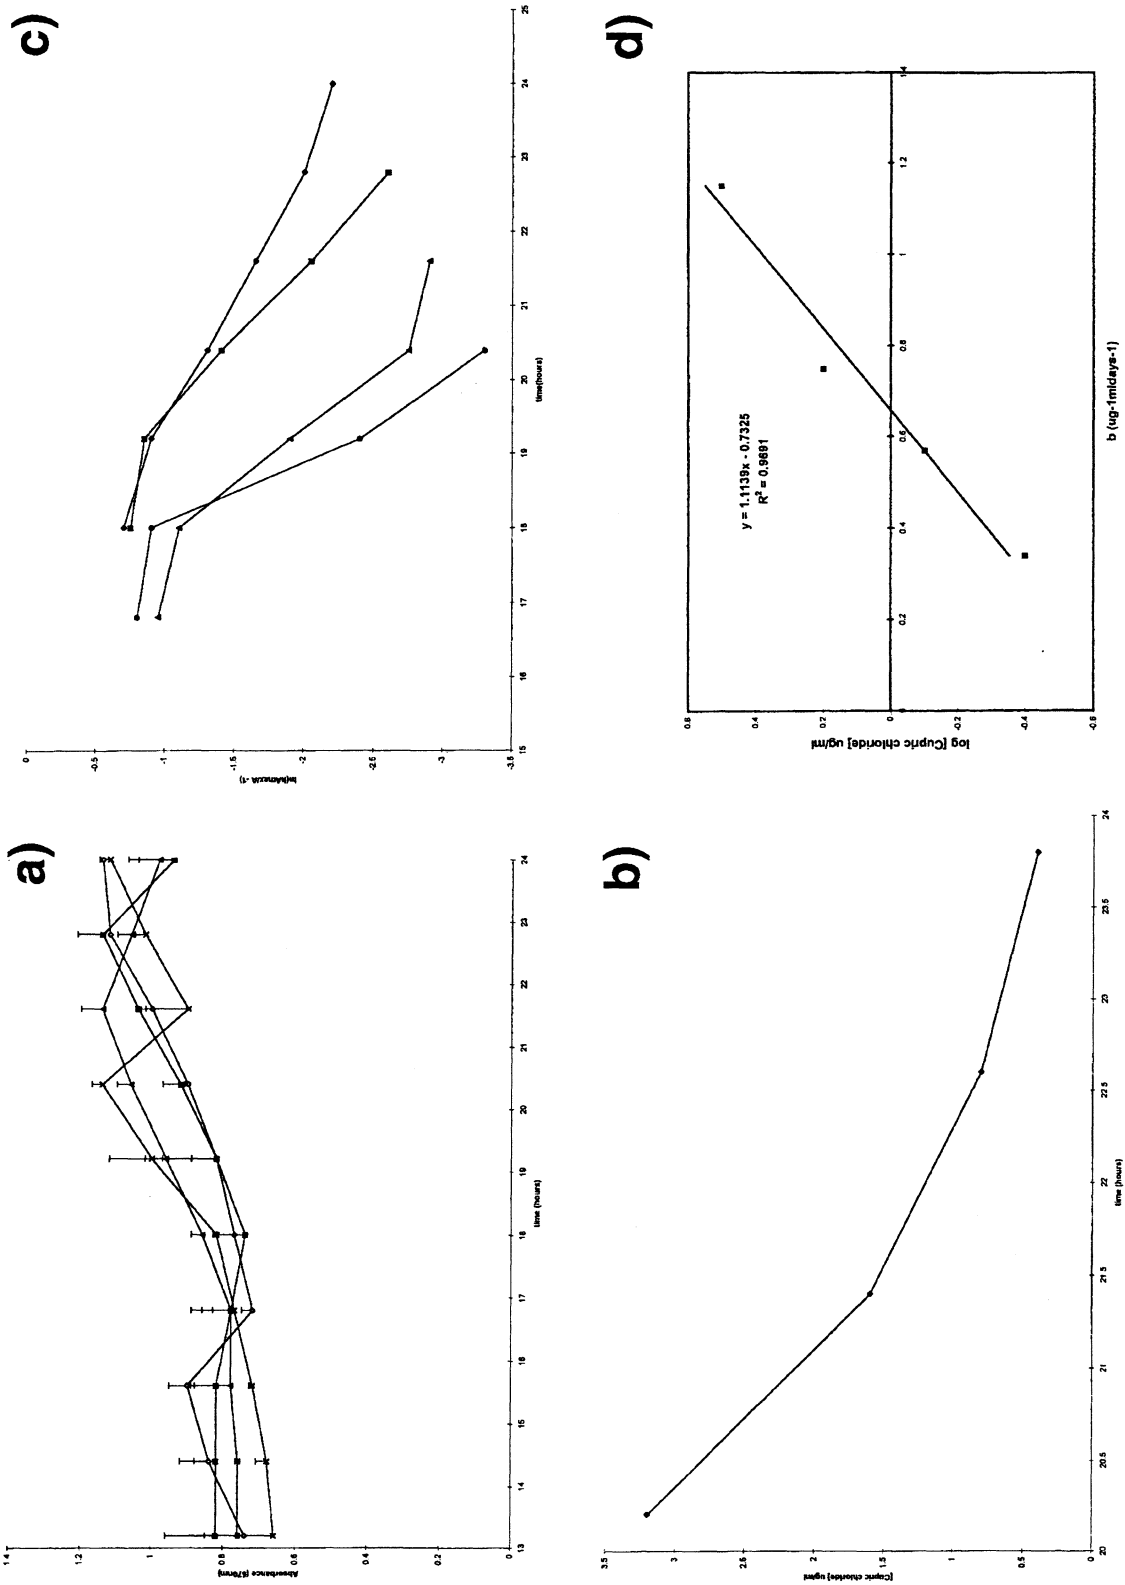 a)
1.4
1.2
1
0.8
0.6
0.4
0.2
0
Absorbance (570nm)
13 14 15 16 17 18 19 20 21 22 23 24
time (hours)
c)
0
-0.5
-1
-1.5
-2
-2.5
-3
-3.5
ln(kAmax/A -1)
15 16 17 18 19 20 21 22 23 24 25
time(hours)
b)
3.5
3
2.5
2
1.5
1
0.5
0
[Cupric chloride] ug/ml
20 20.5 21 21.5 22 22.5 23 23.5 24
time (hours)
d)
0.6
0.4
0.2
0
-0.2
-0.4
-0.6
log [Cupric chloride] ug/ml
0 0.2 0.4 0.6 0.8 1 1.2 1.4
y = 1.1139x - 0.7325
R² = 0.9691
b (ug-1mldays-1)